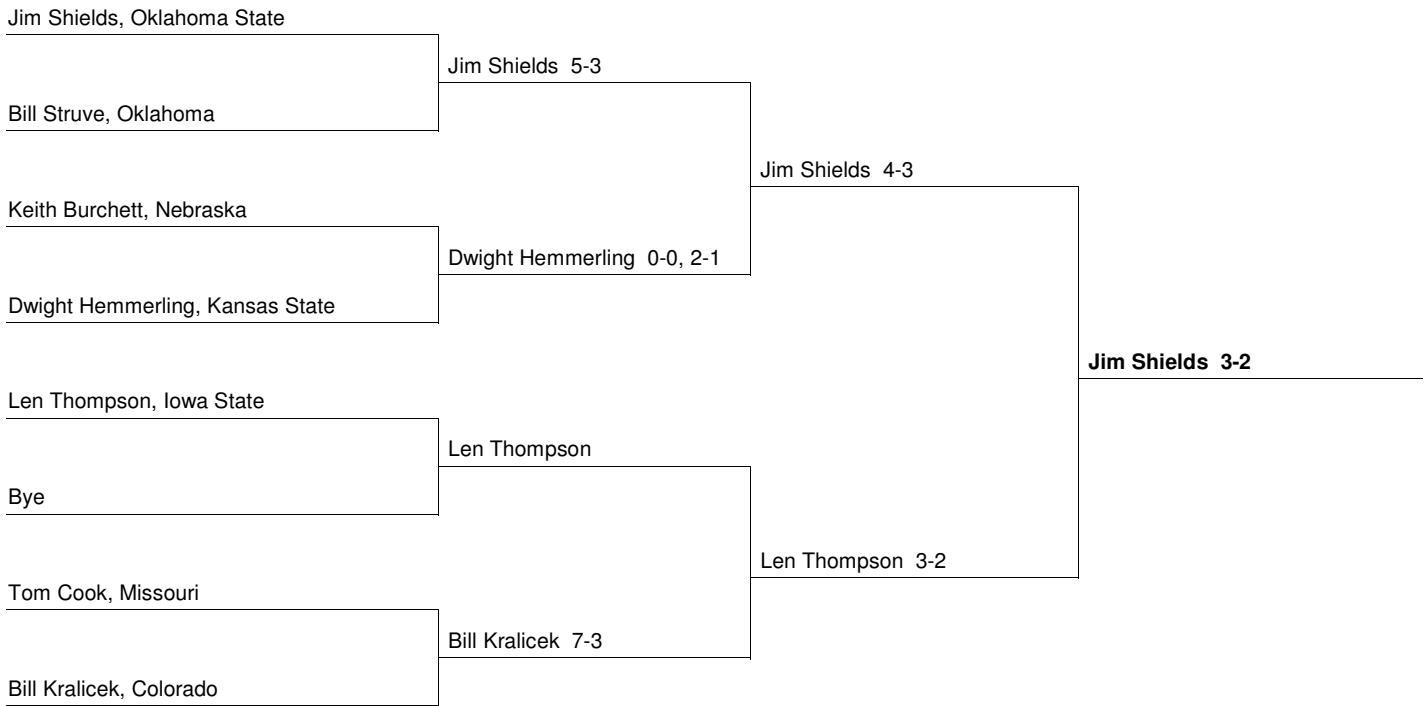 Jim Shields, Oklahoma State
Jim Shields 5-3
Bill Struve, Oklahoma
Jim Shields 4-3
Keith Burchett, Nebraska
Dwight Hemmerling 0-0, 2-1
Dwight Hemmerling, Kansas State
Jim Shields 3-2
Len Thompson, Iowa State
Len Thompson
Bye
Len Thompson 3-2
Tom Cook, Missouri
Bill Kralicek 7-3
Bill Kralicek, Colorado